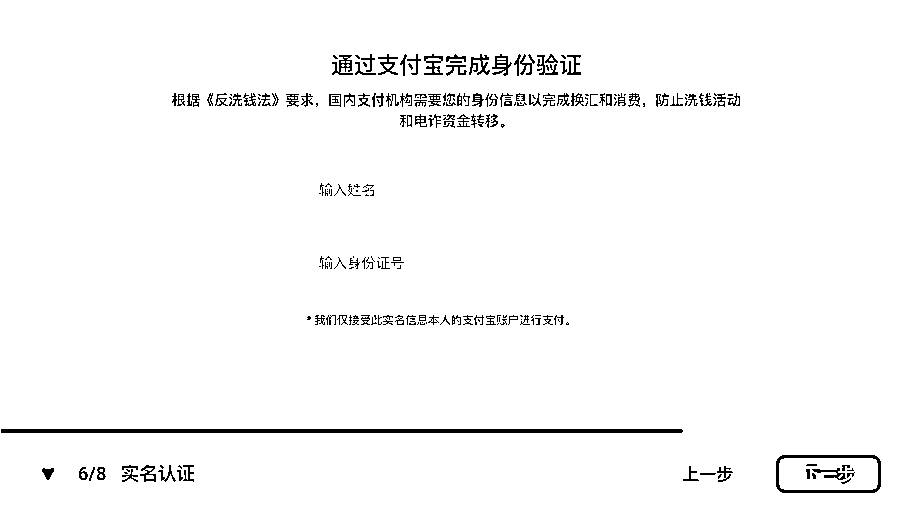 通过支付宝完成身份验证
根据《反洗钱法》要求，国内支付机构需要您的身份信息以完成换汇和消费，防止洗钱活动
和电诈资金转移。
输入姓名
输入身份证号
* 我们仅接受此实名信息本人的支付宝账户进行支付。
6/8 实名认证
上一步
下一步